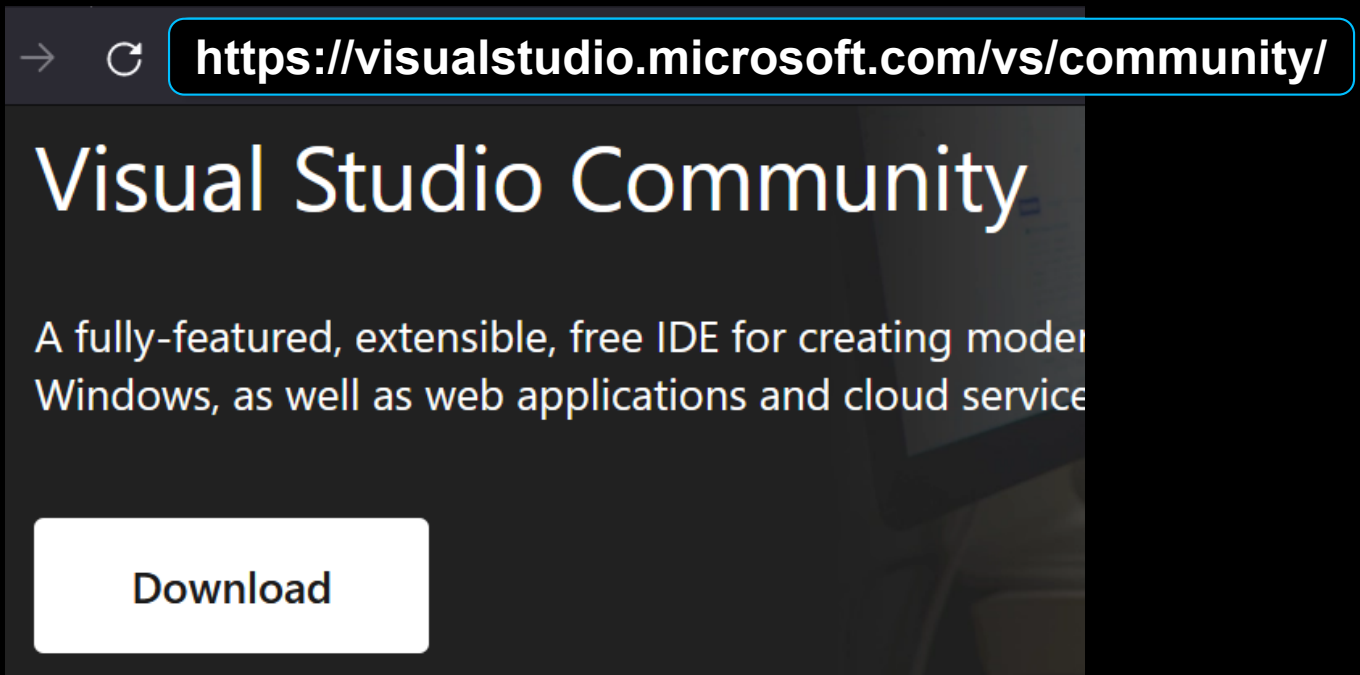 https://visualstudio.microsoft.com/vs/community/
Visual Studio Community
A fully-featured, extensible, free IDE for creating moder
Windows, as well as web applications and cloud service
Download